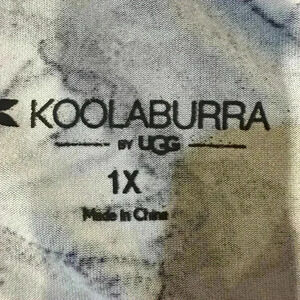 KOOLABURRA
BY UGG
1X
Made In China